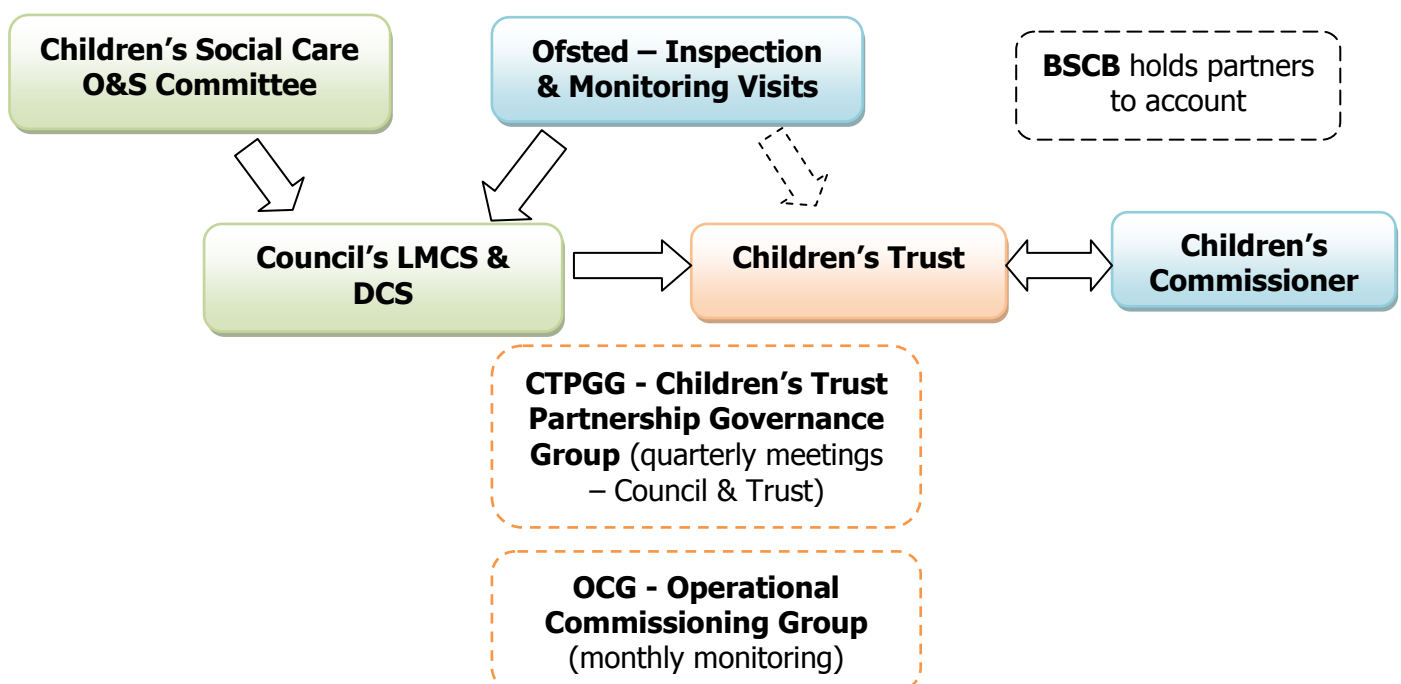 Children’s Social Care
O&S Committee
Ofsted – Inspection
& Monitoring Visits
BSCB holds partners
to account
Council’s LMCS &
DCS
Children’s Trust
Children’s
Commissioner
CTPGG - Children’s Trust
Partnership Governance
Group (quarterly meetings
– Council & Trust)
OCG - Operational
Commissioning Group
(monthly monitoring)